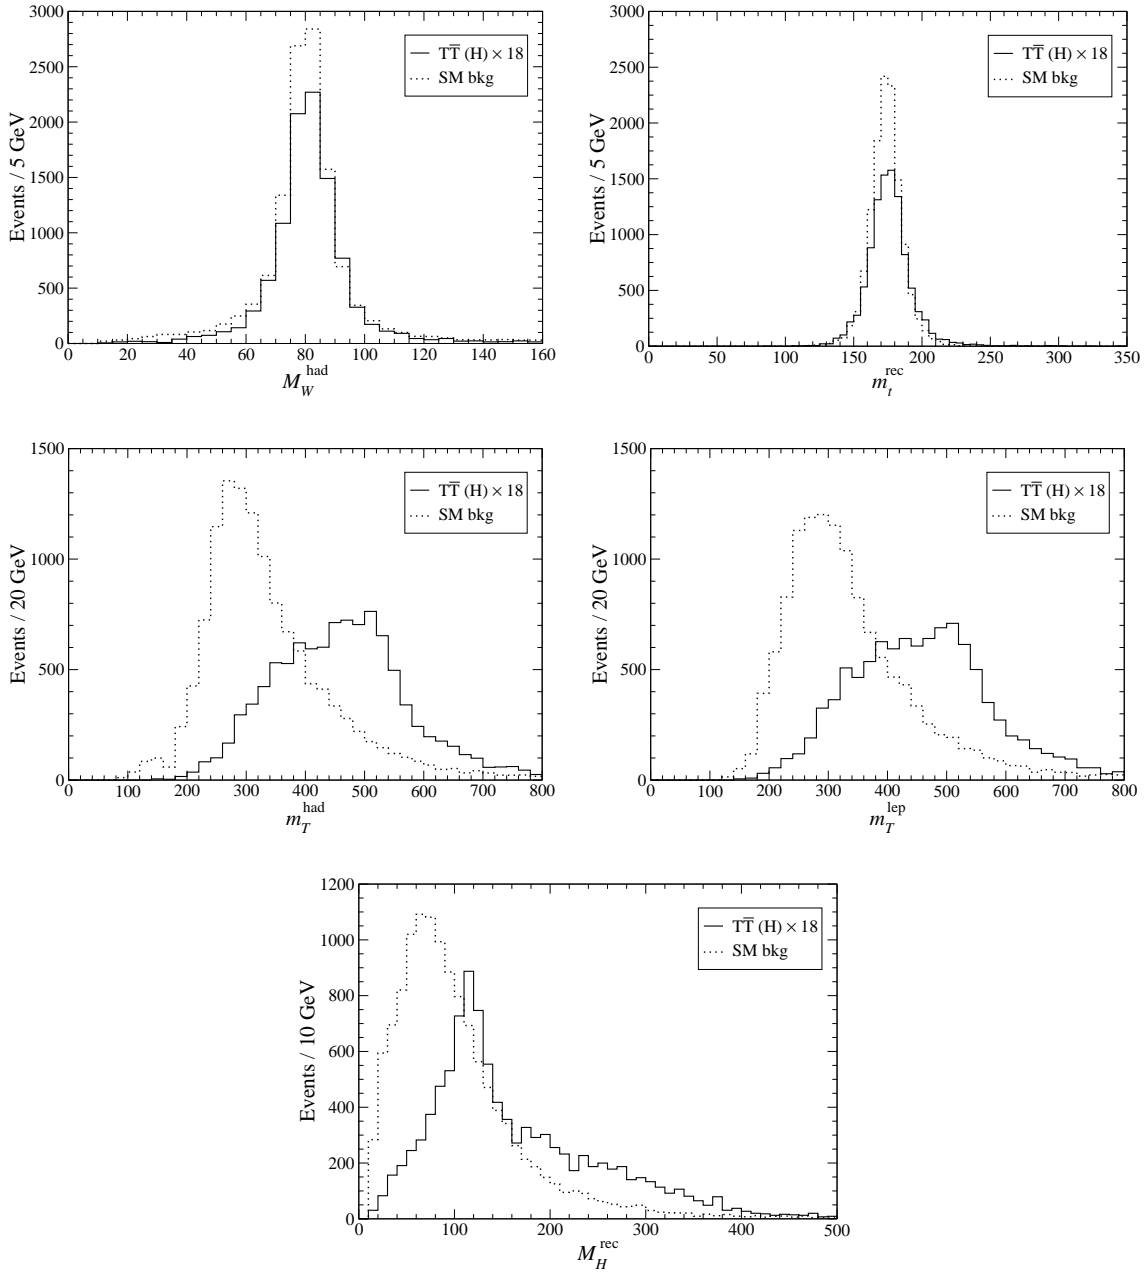 3000
2500
2000
1500
1000
500
0
0 20 40 60 80 100 120 140 160
Events / 5 GeV
M_W^had
TT̅ (H) × 18
SM bkg
3000
2500
2000
1500
1000
500
0
0 50 100 150 200 250 300 350
Events / 5 GeV
m_t^rec
TT̅ (H) × 18
SM bkg
1500
1000
500
0
0 100 200 300 400 500 600 700 800
Events / 20 GeV
m_T^had
TT̅ (H) × 18
SM bkg
1500
1000
500
0
0 100 200 300 400 500 600 700 800
Events / 20 GeV
m_T^lep
TT̅ (H) × 18
SM bkg
1200
1000
800
600
400
200
0
0 100 200 300 400 500
Events / 10 GeV
M_H^rec
TT̅ (H) × 18
SM bkg